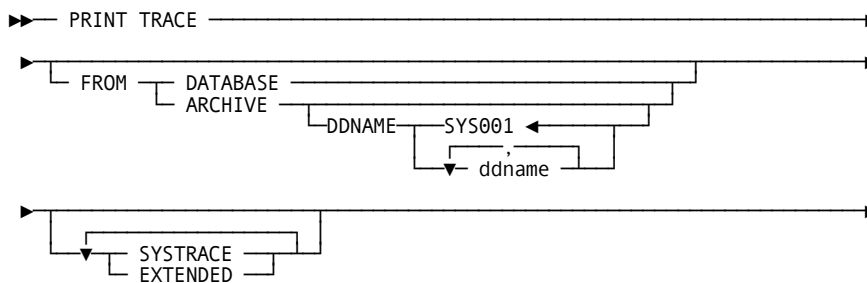 PRINT TRACE
FROM DATABASE
ARCHIVE
DDNAME SYS001
,
ddname
SYSTRACE
EXTENDED